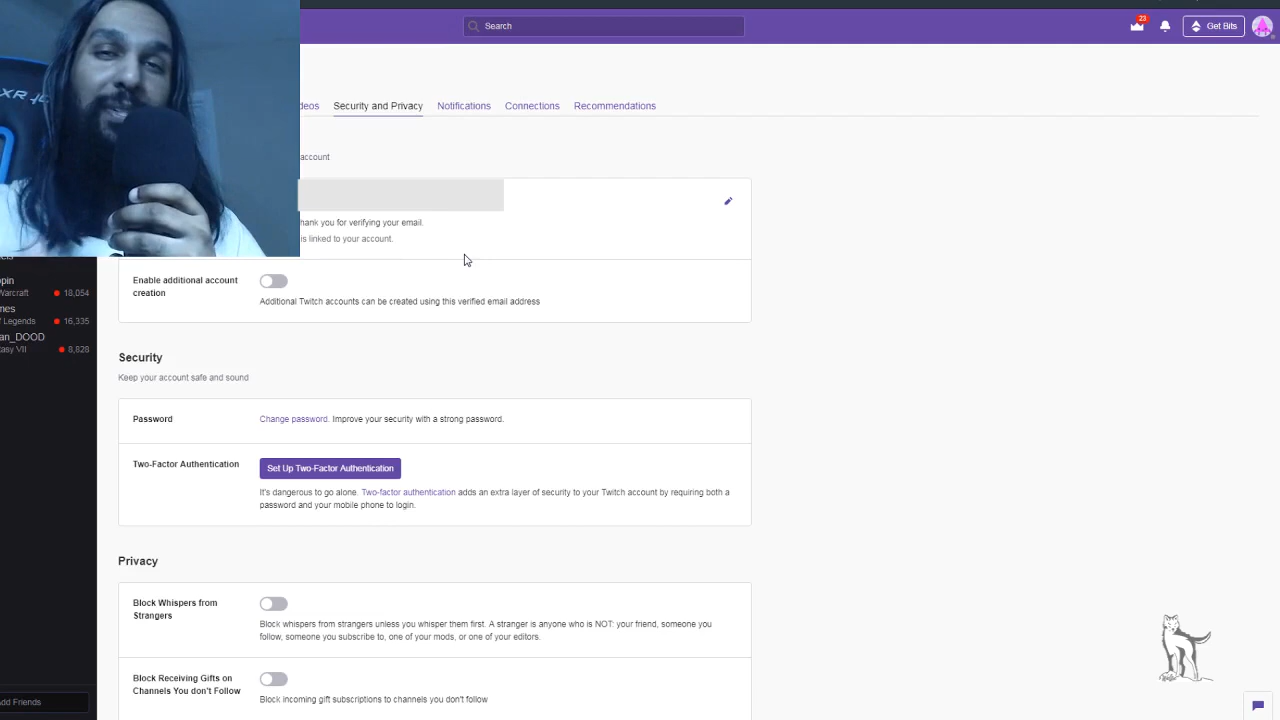 Search
23
Get Bits
deos
Security and Privacy
Notifications
Connections
Recommendations
account
hank you for verifying your email.
is linked to your account.
Enable additional account
creation
Additional Twitch accounts can be created using this verified email address
ppin
Warcraft
18,054
mes
f Legends
16,335
an_DOOD
asy VII
8,828
Security
Keep your account safe and sound
Password
Change password. Improve your security with a strong password.
Two-Factor Authentication
Set Up Two-Factor Authentication
It's dangerous to go alone. Two-factor authentication adds an extra layer of security to your Twitch account by requiring both a
password and your mobile phone to login.
Privacy
Block Whispers from
Strangers
Block whispers from strangers unless you whisper them first. A stranger is anyone who is NOT: your friend, someone you
follow, someone you subscribe to, one of your mods, or one of your editors.
Block Receiving Gifts on
Channels You don't Follow
Block incoming gift subscriptions to channels you don't follow
Add Friends